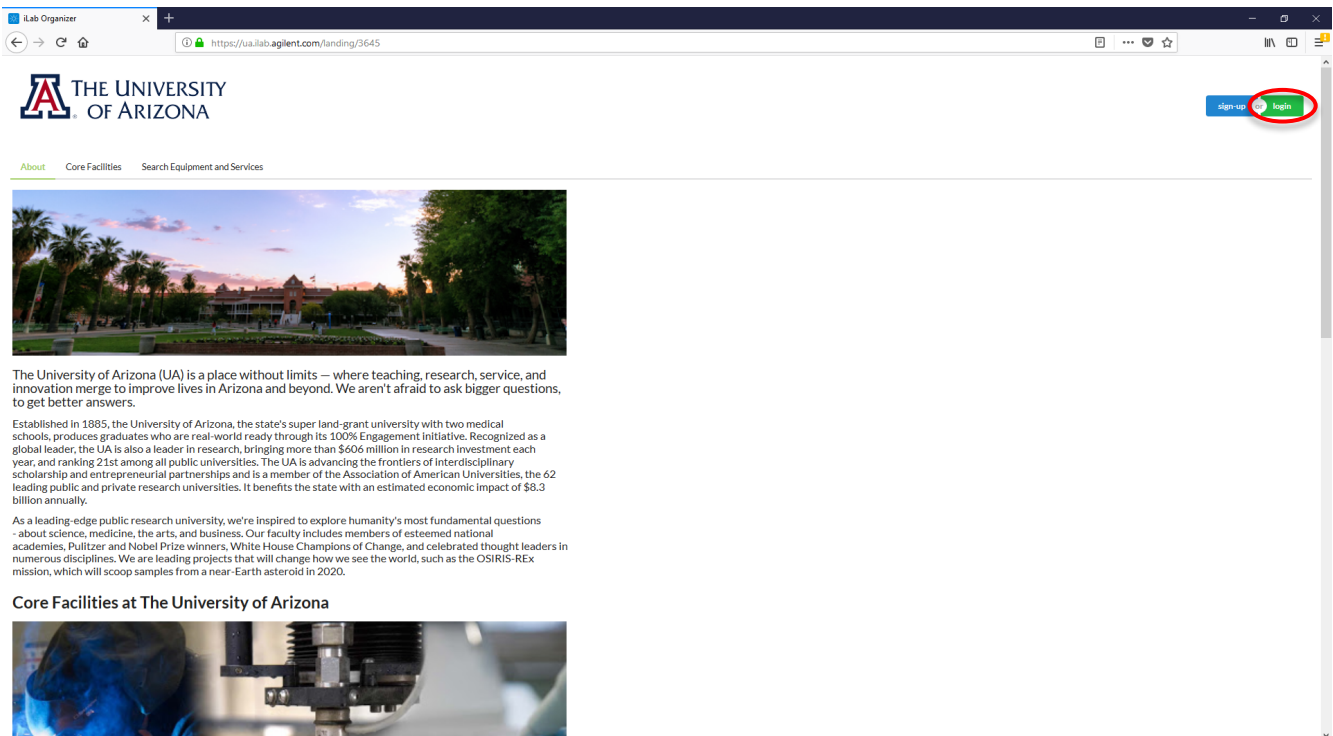 iLab Organizer
https://ua.ilab.agilent.com/landing/3645
THE UNIVERSITY
OF ARIZONA
sign-up or login
About Core Facilities Search Equipment and Services
The University of Arizona (UA) is a place without limits — where teaching, research, service, and
innovation merge to improve lives in Arizona and beyond. We aren't afraid to ask bigger questions,
to get better answers.
Established in 1885, the University of Arizona, the state's super land-grant university with two medical
schools, produces graduates who are real-world ready through its 100% Engagement initiative. Recognized as a
global leader, the UA is also a leader in research, bringing more than $606 million in research investment each
year, and ranking 21st among all public universities. The UA is advancing the frontiers of interdisciplinary
scholarship and entrepreneurial partnerships and is a member of the Association of American Universities, the 62
leading public and private research universities. It benefits the state with an estimated economic impact of $8.3
billion annually.
As a leading-edge public research university, we're inspired to explore humanity's most fundamental questions
- about science, medicine, the arts, and business. Our faculty includes members of esteemed national
academies, Pulitzer and Nobel Prize winners, White House Champions of Change, and celebrated thought leaders in
numerous disciplines. We are leading projects that will change how we see the world, such as the OSIRIS-REx
mission, which will scoop samples from a near-Earth asteroid in 2020.
Core Facilities at The University of Arizona